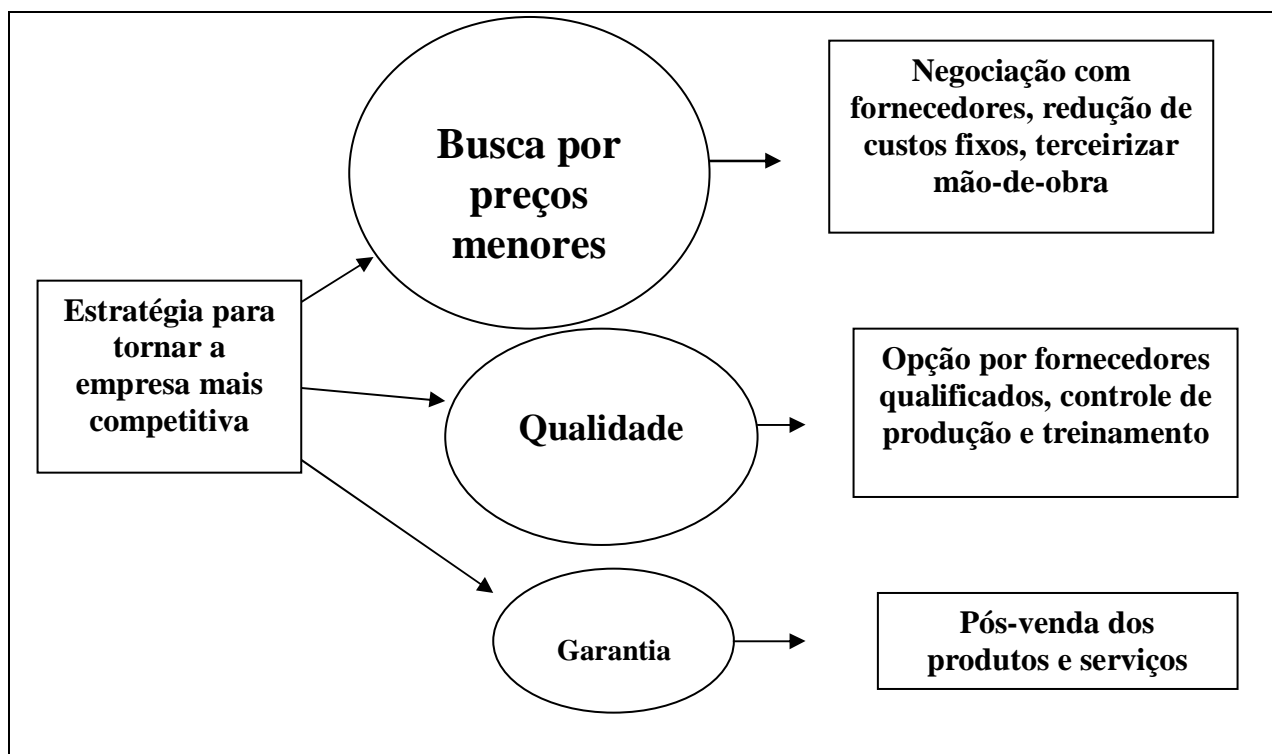 Estratégia para
tornar a
empresa mais
competitiva
Busca por
preços
menores
Negociação com
fornecedores, redução de
custos fixos, terceirizar
mão-de-obra
Qualidade
Opção por fornecedores
qualificados, controle de
produção e treinamento
Garantia
Pós-venda dos
produtos e serviços